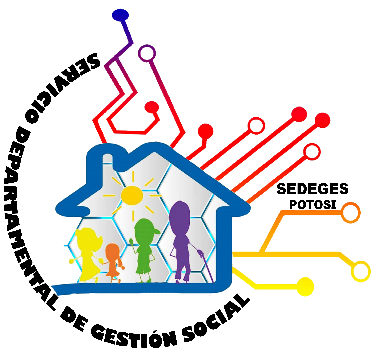 SERVICIO DEPARTAMENTAL DE GESTIÓN SOCIAL
SEDEGES
POTOSI